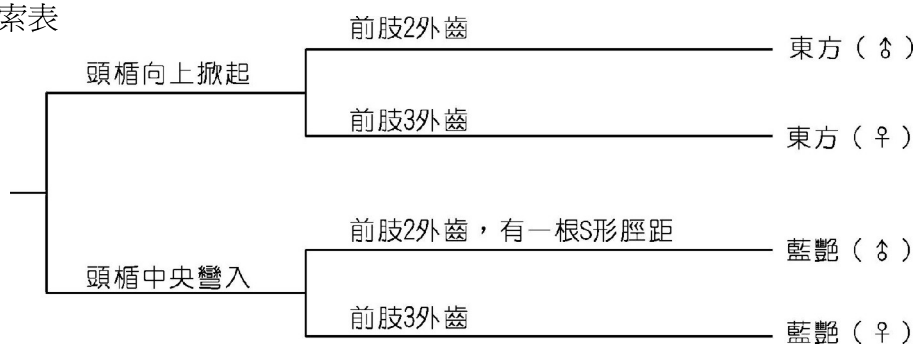 索表
前肢2外齒
東方（♂）
頭楯向上掀起
前肢3外齒
東方（♀）
前肢2外齒，有一根S形脛距
藍艷（♂）
頭楯中央彎入
前肢3外齒
藍艷（♀）